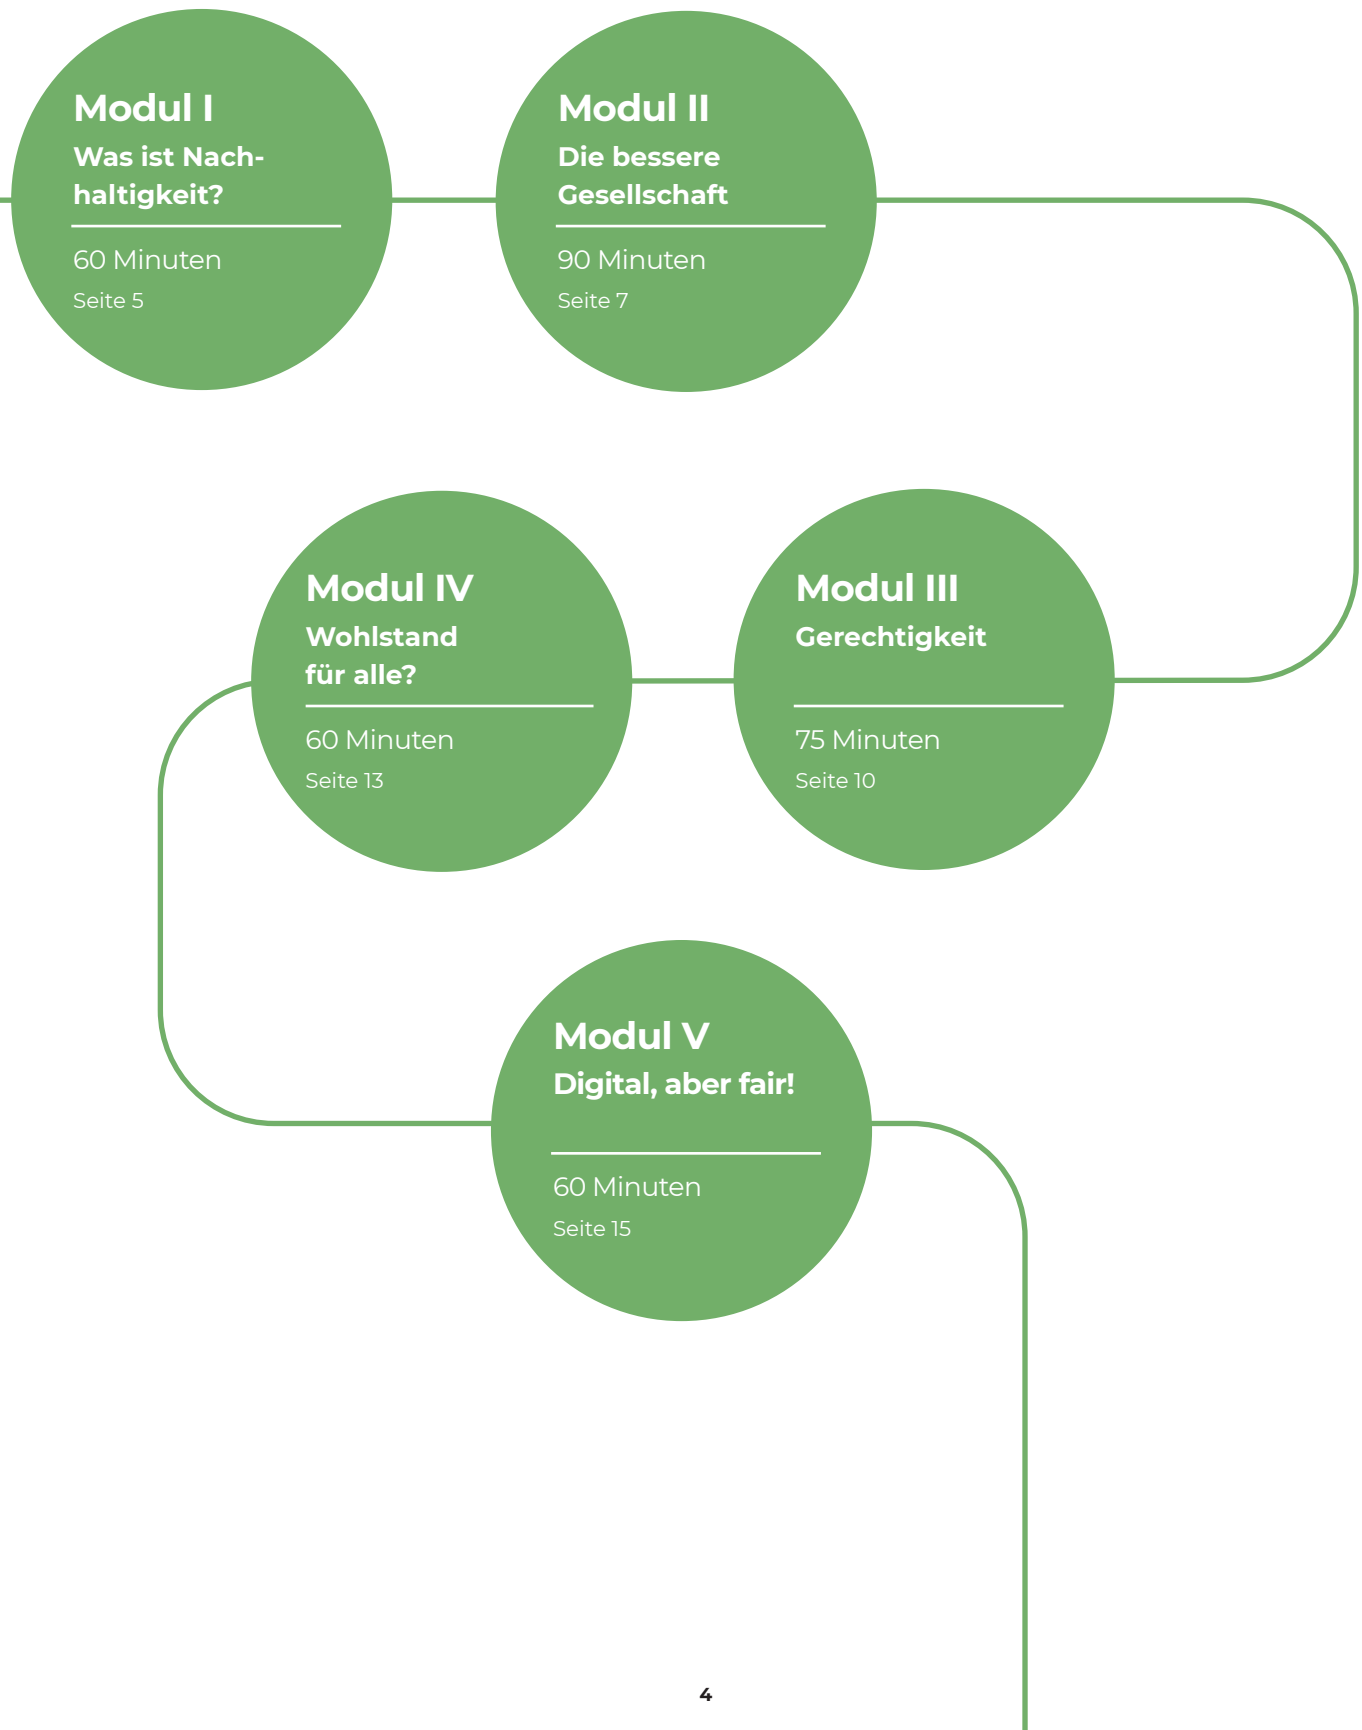 Modul I
Was ist Nach-
haltigkeit?
60 Minuten
Seite 5
Modul II
Die bessere
Gesellschaft
90 Minuten
Seite 7
Modul III
Gerechtigkeit
75 Minuten
Seite 10
Modul IV
Wohlstand
für alle?
60 Minuten
Seite 13
Modul V
Digital, aber fair!
60 Minuten
Seite 15
4